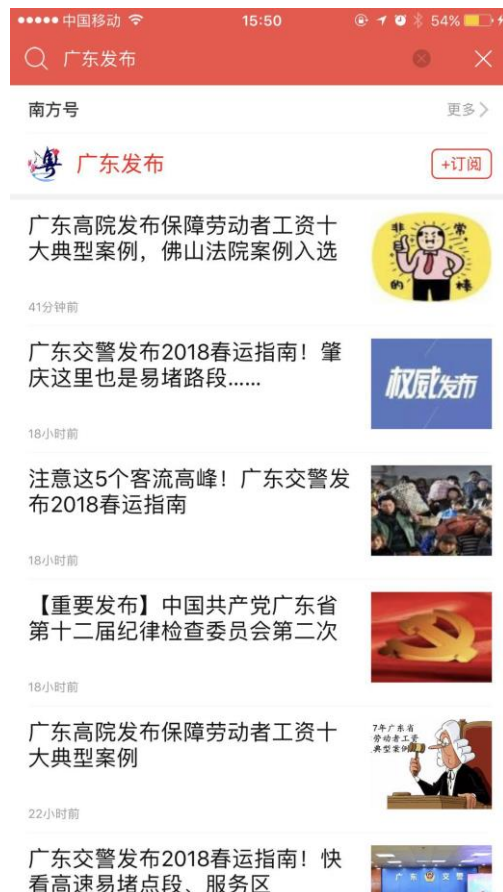 中国移动 15:50 54%
广东发布
南方号 更多
广东发布 +订阅
广东高院发布保障劳动者工资十
大典型案例，佛山法院案例入选
非常
的棒
41分钟前
广东交警发布2018春运指南！肇
庆这里也是易堵路段......
权威发布
18小时前
注意这5个客流高峰！广东交警发
布2018春运指南
18小时前
【重要发布】中国共产党广东省
第十二届纪律检查委员会第二次
18小时前
广东高院发布保障劳动者工资十
大典型案例
7年广东省
劳动者工资
典型案例
22小时前
广东交警发布2018春运指南！快
看高速易堵点段、服务区
广东交警